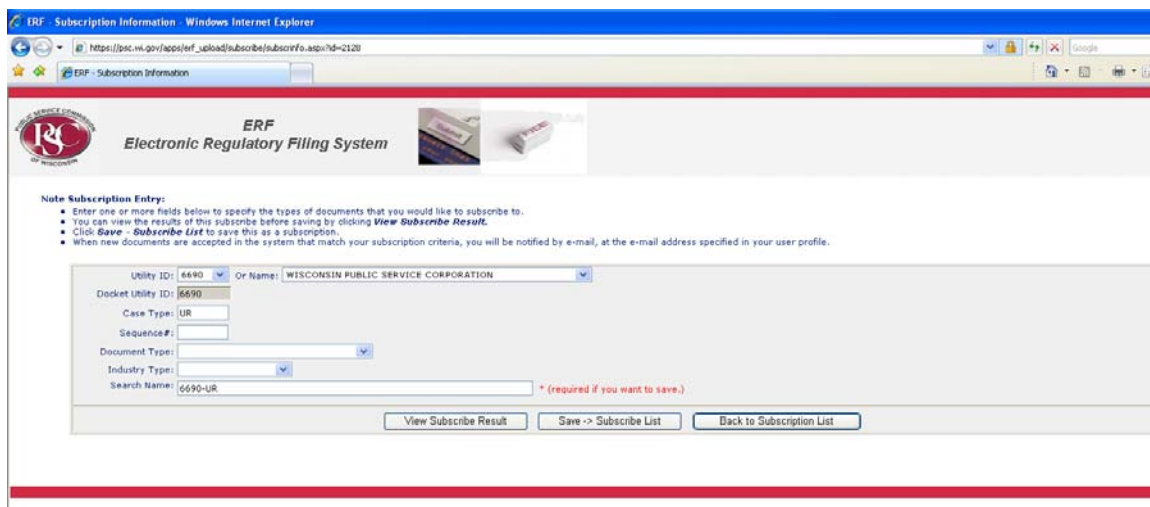 ERF - Subscription Information - Windows Internet Explorer
https://psc.wi.gov/apps/erf_upload/subscribe/subscrinfo.aspx?id=2128
Google
ERF - Subscription Information
PUBLIC SERVICE COMMISSION
PSC
OF WISCONSIN
ERF
Electronic Regulatory Filing System
Note Subscription Entry:
• Enter one or more fields below to specify the types of documents that you would like to subscribe to.
• You can view the results of this subscribe before saving by clicking View Subscribe Result.
• Click Save - Subscribe List to save this as a subscription.
• When new documents are accepted in the system that match your subscription criteria, you will be notified by e-mail, at the e-mail address specified in your user profile.
Utility ID: 6690 Or Name: WISCONSIN PUBLIC SERVICE CORPORATION
Docket Utility ID: 6690
Case Type: UR
Sequence#:
Document Type:
Industry Type:
Search Name: 6690-UR * (required if you want to save.)
View Subscribe Result Save -> Subscribe List Back to Subscription List